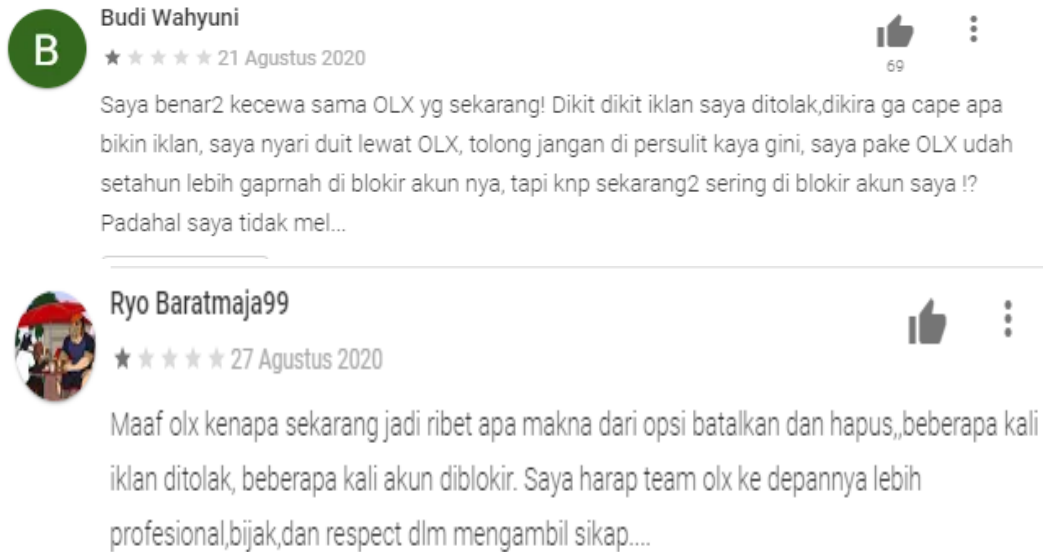 B
Budi Wahyuni
21 Agustus 2020
69
Saya benar2 kecewa sama OLX yg sekarang! Dikit dikit iklan saya ditolak,dikira ga cape apa
bikin iklan, saya nyari duit lewat OLX, tolong jangan di persulit kaya gini, saya pake OLX udah
setahun lebih gaprnah di blokir akun nya, tapi knp sekarang2 sering di blokir akun saya !?
Padahal saya tidak mel...
Ryo Baratmaja99
27 Agustus 2020
Maaf olx kenapa sekarang jadi ribet apa makna dari opsi batalkan dan hapus,,beberapa kali
iklan ditolak, beberapa kali akun diblokir. Saya harap team olx ke depannya lebih
profesional,bijak,dan respect dlm mengambil sikap....